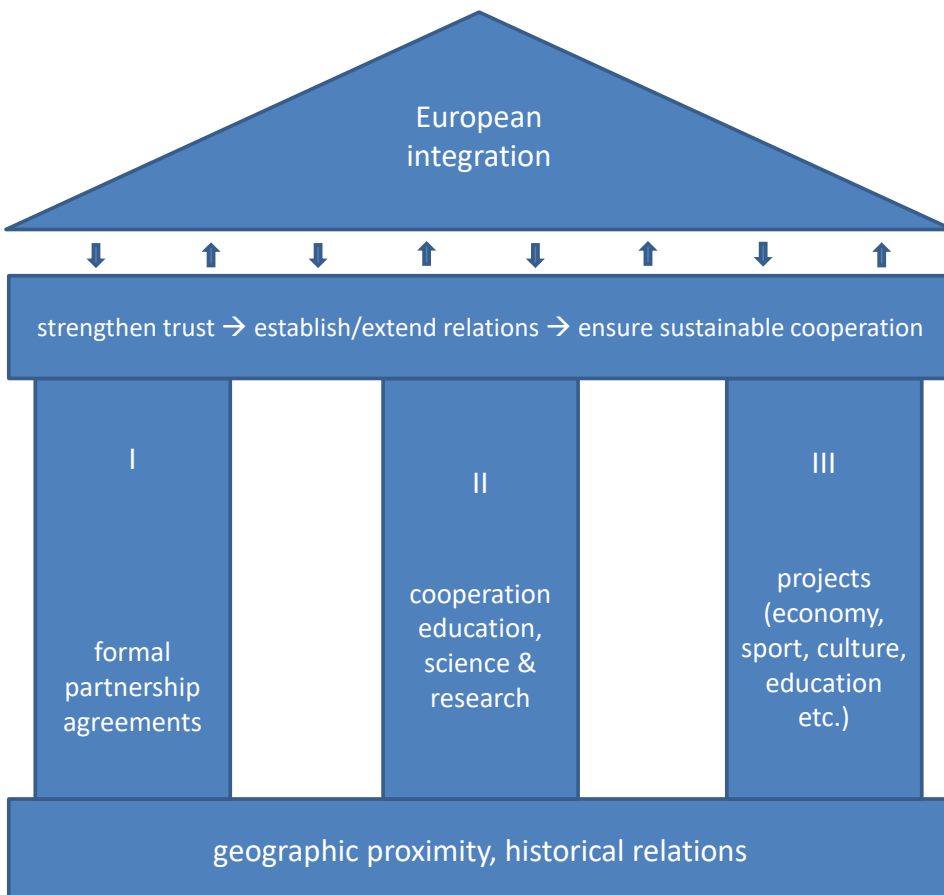 European
integration
strengthen trust → establish/extend relations → ensure sustainable cooperation
I
formal
partnership
agreements
II
cooperation
education,
science &
research
III
projects
(economy,
sport, culture,
education
etc.)
geographic proximity, historical relations